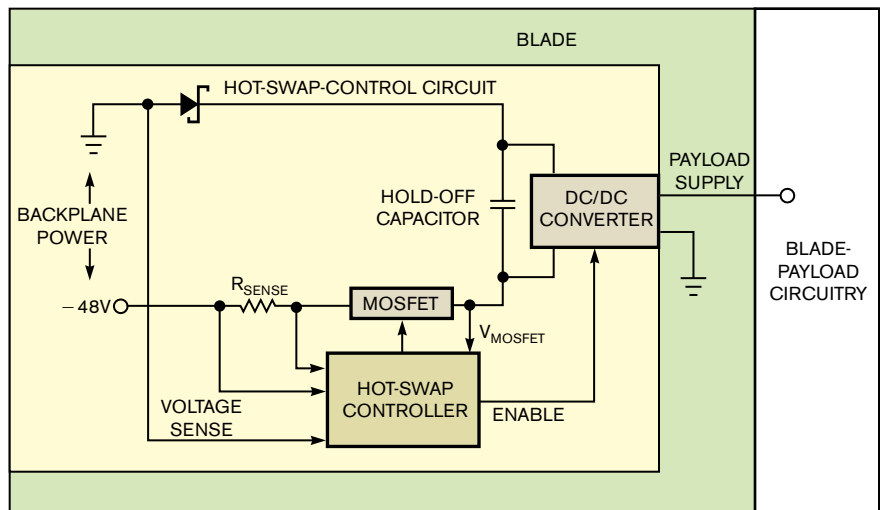 BLADE
HOT-SWAP-CONTROL CIRCUIT
PAYLOAD
SUPPLY
HOLD-OFF
CAPACITOR
DC/DC
CONVERTER
BACKPLANE
POWER
BLADE-
PAYLOAD
CIRCUITRY
–48V
RSENSE
MOSFET
VMOSFET
HOT-SWAP
CONTROLLER
VOLTAGE
SENSE
ENABLE